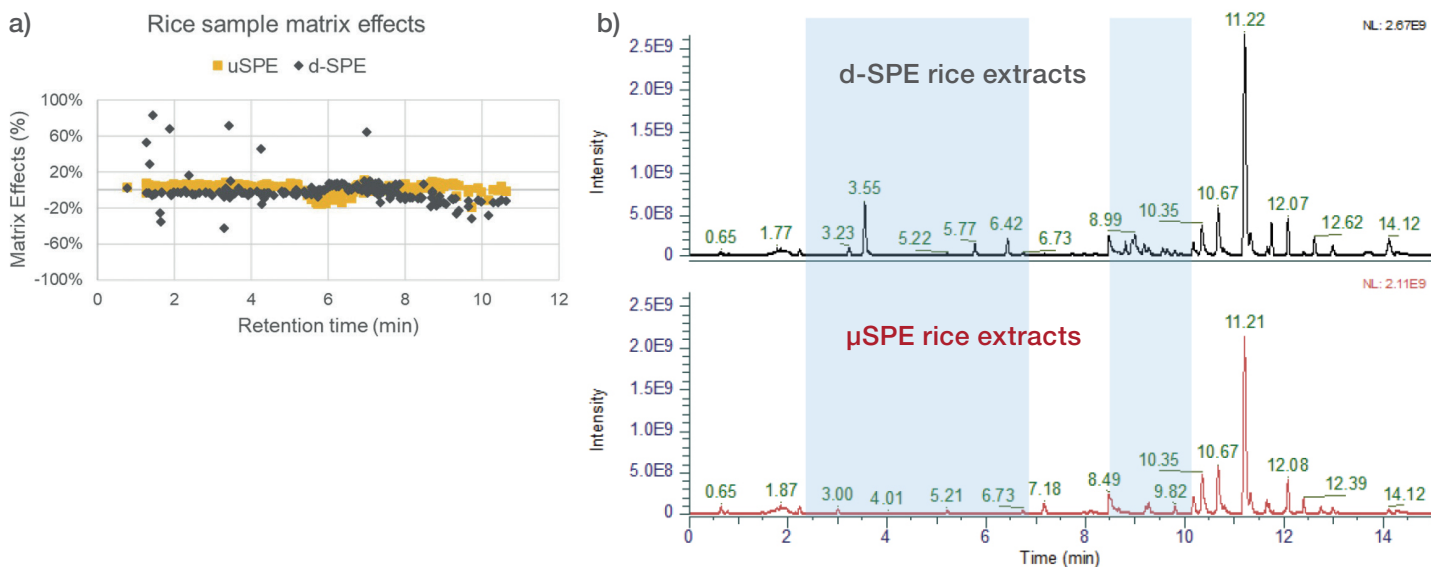 a)
Rice sample matrix effects
uSPE d-SPE
100%
60%
20%
-20%
-60%
-100%
Matrix Effects (%)
0 2 4 6 8 10 12
Retention time (min)
b)
NL: 2.67E9
d-SPE rice extracts
2.5E9
2.0E9
1.5E9
1.0E9
5.0E8
0
Intensity
0.65 1.77 3.23 3.55 5.22 5.77 6.42 6.73 8.99 10.35 10.67 11.22 12.07 12.62 14.12
NL: 2.11E9
µSPE rice extracts
2.5E9
2.0E9
1.5E9
1.0E9
5.0E8
0
Intensity
0.65 1.87 3.00 4.01 5.21 6.73 7.18 8.49 9.82 10.35 10.67 11.21 12.08 12.39 14.12
0 2 4 6 8 10 12 14
Time (min)